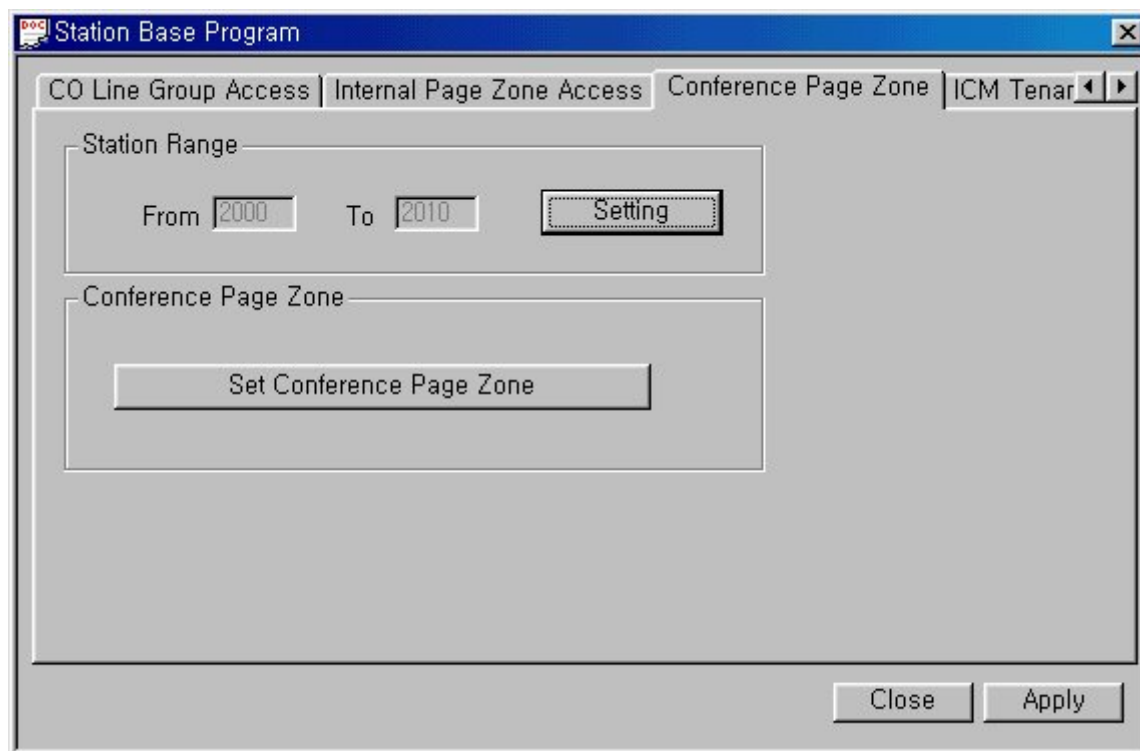 DOC
Station Base Program
CO Line Group Access Internal Page Zone Access Conference Page Zone ICM Tenar
Station Range
From 2000 To 2010 Setting
Conference Page Zone
Set Conference Page Zone
Close Apply